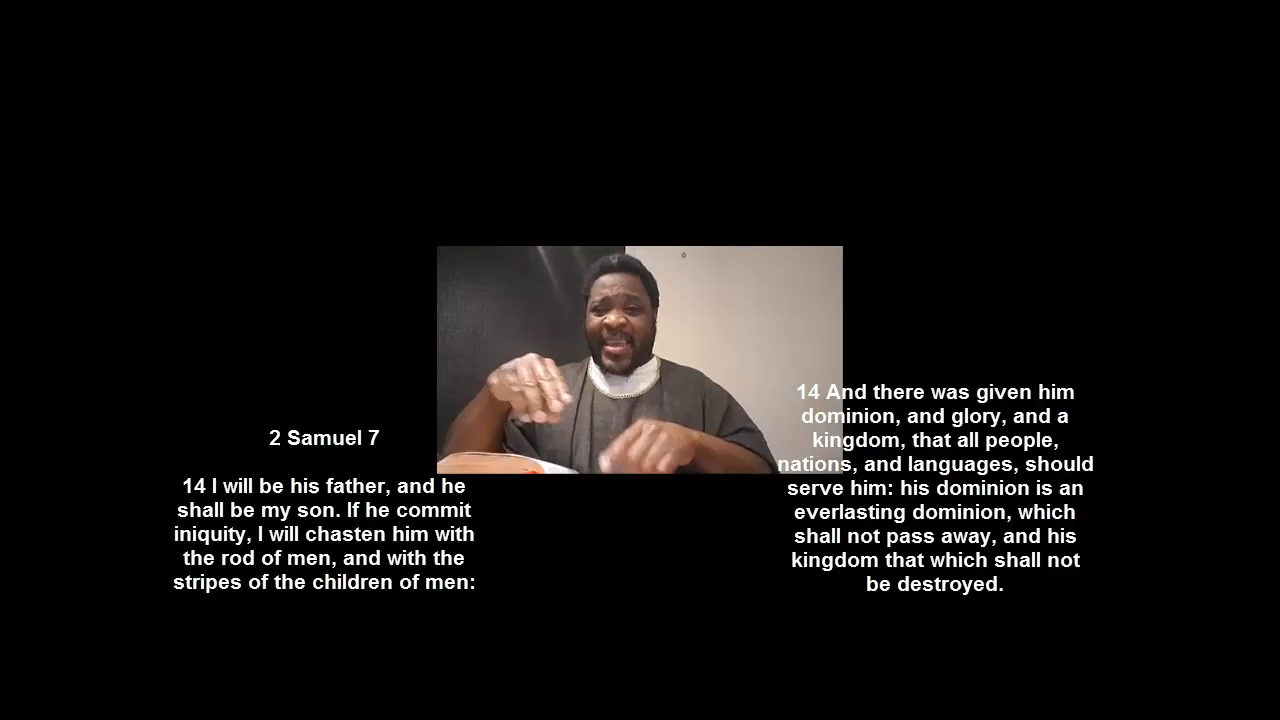 2 Samuel 7
14 I will be his father, and he
shall be my son. If he commit
iniquity, I will chasten him with
the rod of men, and with the
stripes of the children of men:
14 And there was given him
dominion, and glory, and a
kingdom, that all people,
nations, and languages, should
serve him: his dominion is an
everlasting dominion, which
shall not pass away, and his
kingdom that which shall not
be destroyed.